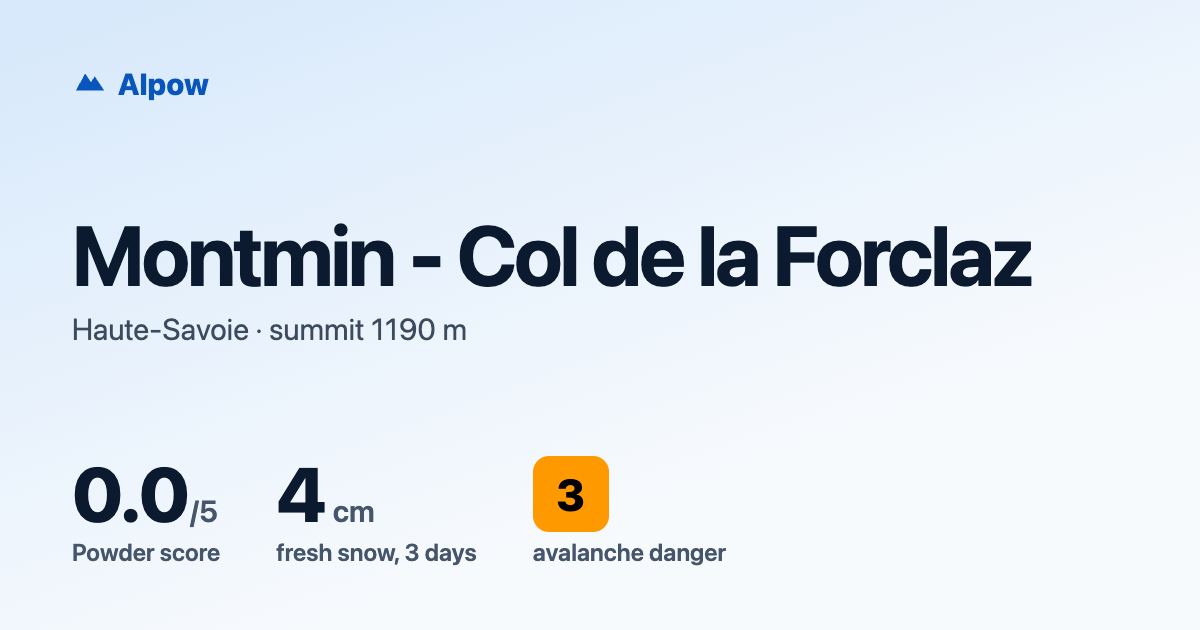 Alpow
Montmin - Col de la Forclaz
Haute-Savoie · summit 1190 m
0.0/5 4 cm 3
Powder score fresh snow, 3 days avalanche danger